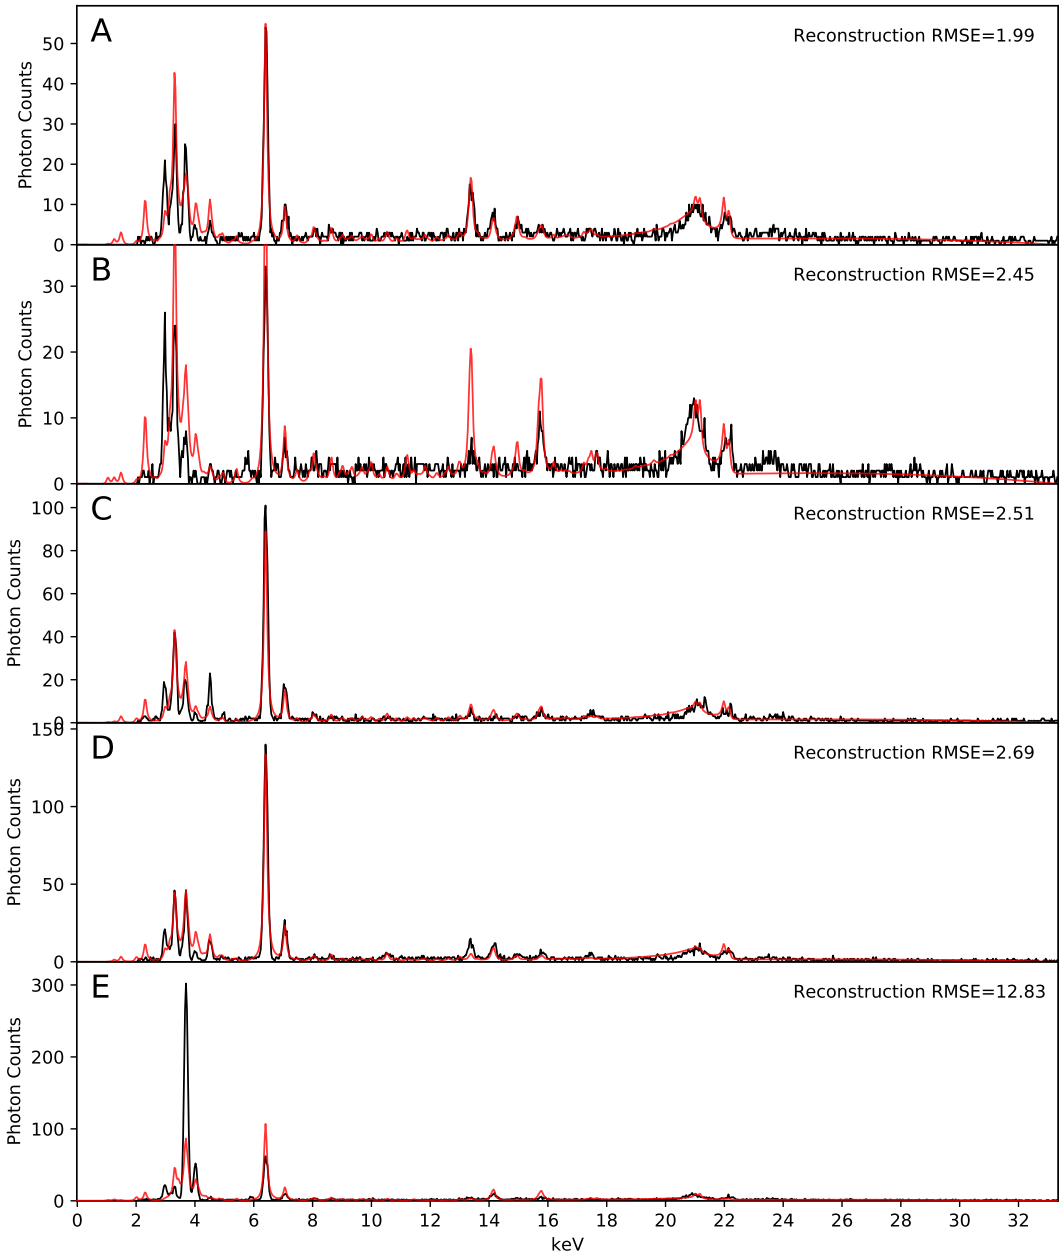 A
Reconstruction RMSE=1.99
Photon Counts
50
40
30
20
10
0
B
Reconstruction RMSE=2.45
Photon Counts
30
20
10
0
C
Reconstruction RMSE=2.51
Photon Counts
100
80
60
40
20
0
D
Reconstruction RMSE=2.69
Photon Counts
150
100
50
0
E
Reconstruction RMSE=12.83
Photon Counts
300
200
100
0
0 2 4 6 8 10 12 14 16 18 20 22 24 26 28 30 32
keV